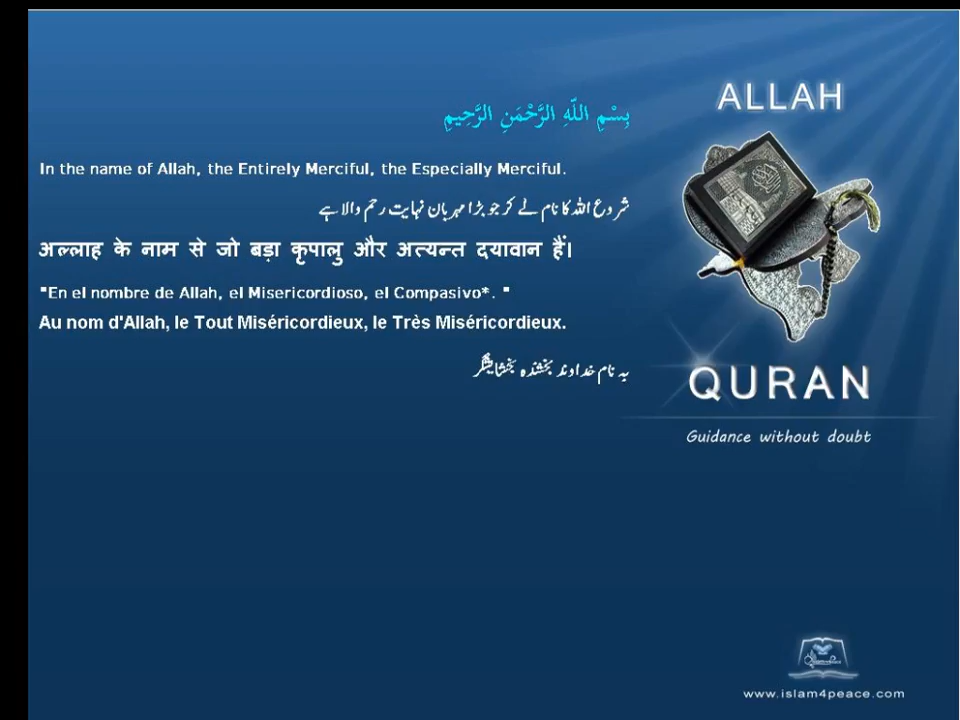 بِسْمِ اللَّهِ الرَّحْمَنِ الرَّحِيمِ
In the name of Allah, the Entirely Merciful, the Especially Merciful.
شروع الله کا نام لے کر جو بڑا مہربان نہایت رحم والا ہے
अल्लाह के नाम से जो बड़ा कृपालु और अत्यन्त दयावान हैं।
"En el nombre de Allah, el Misericordioso, el Compasivo*. "
Au nom d'Allah, le Tout Miséricordieux, le Très Miséricordieux.
به نام خداوند بخشنده بخشایشگر
ALLAH
QURAN
Guidance without doubt
www.islam4peace.com